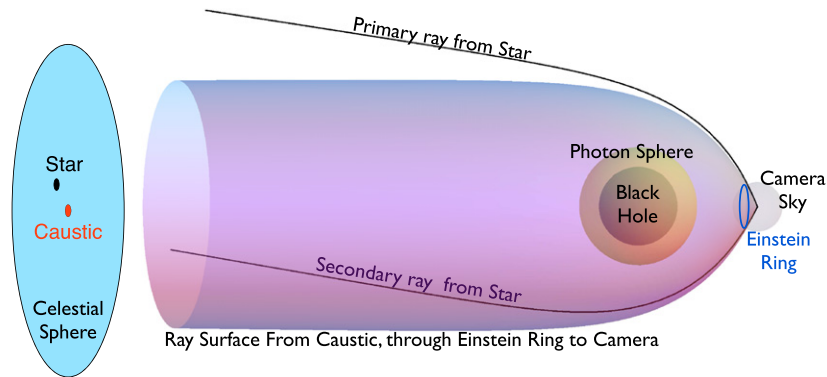 Primary ray from Star
Star
Caustic
Celestial
Sphere
Photon Sphere
Black
Hole
Camera
Sky
Einstein
Ring
Secondary ray from Star
Ray Surface From Caustic, through Einstein Ring to Camera